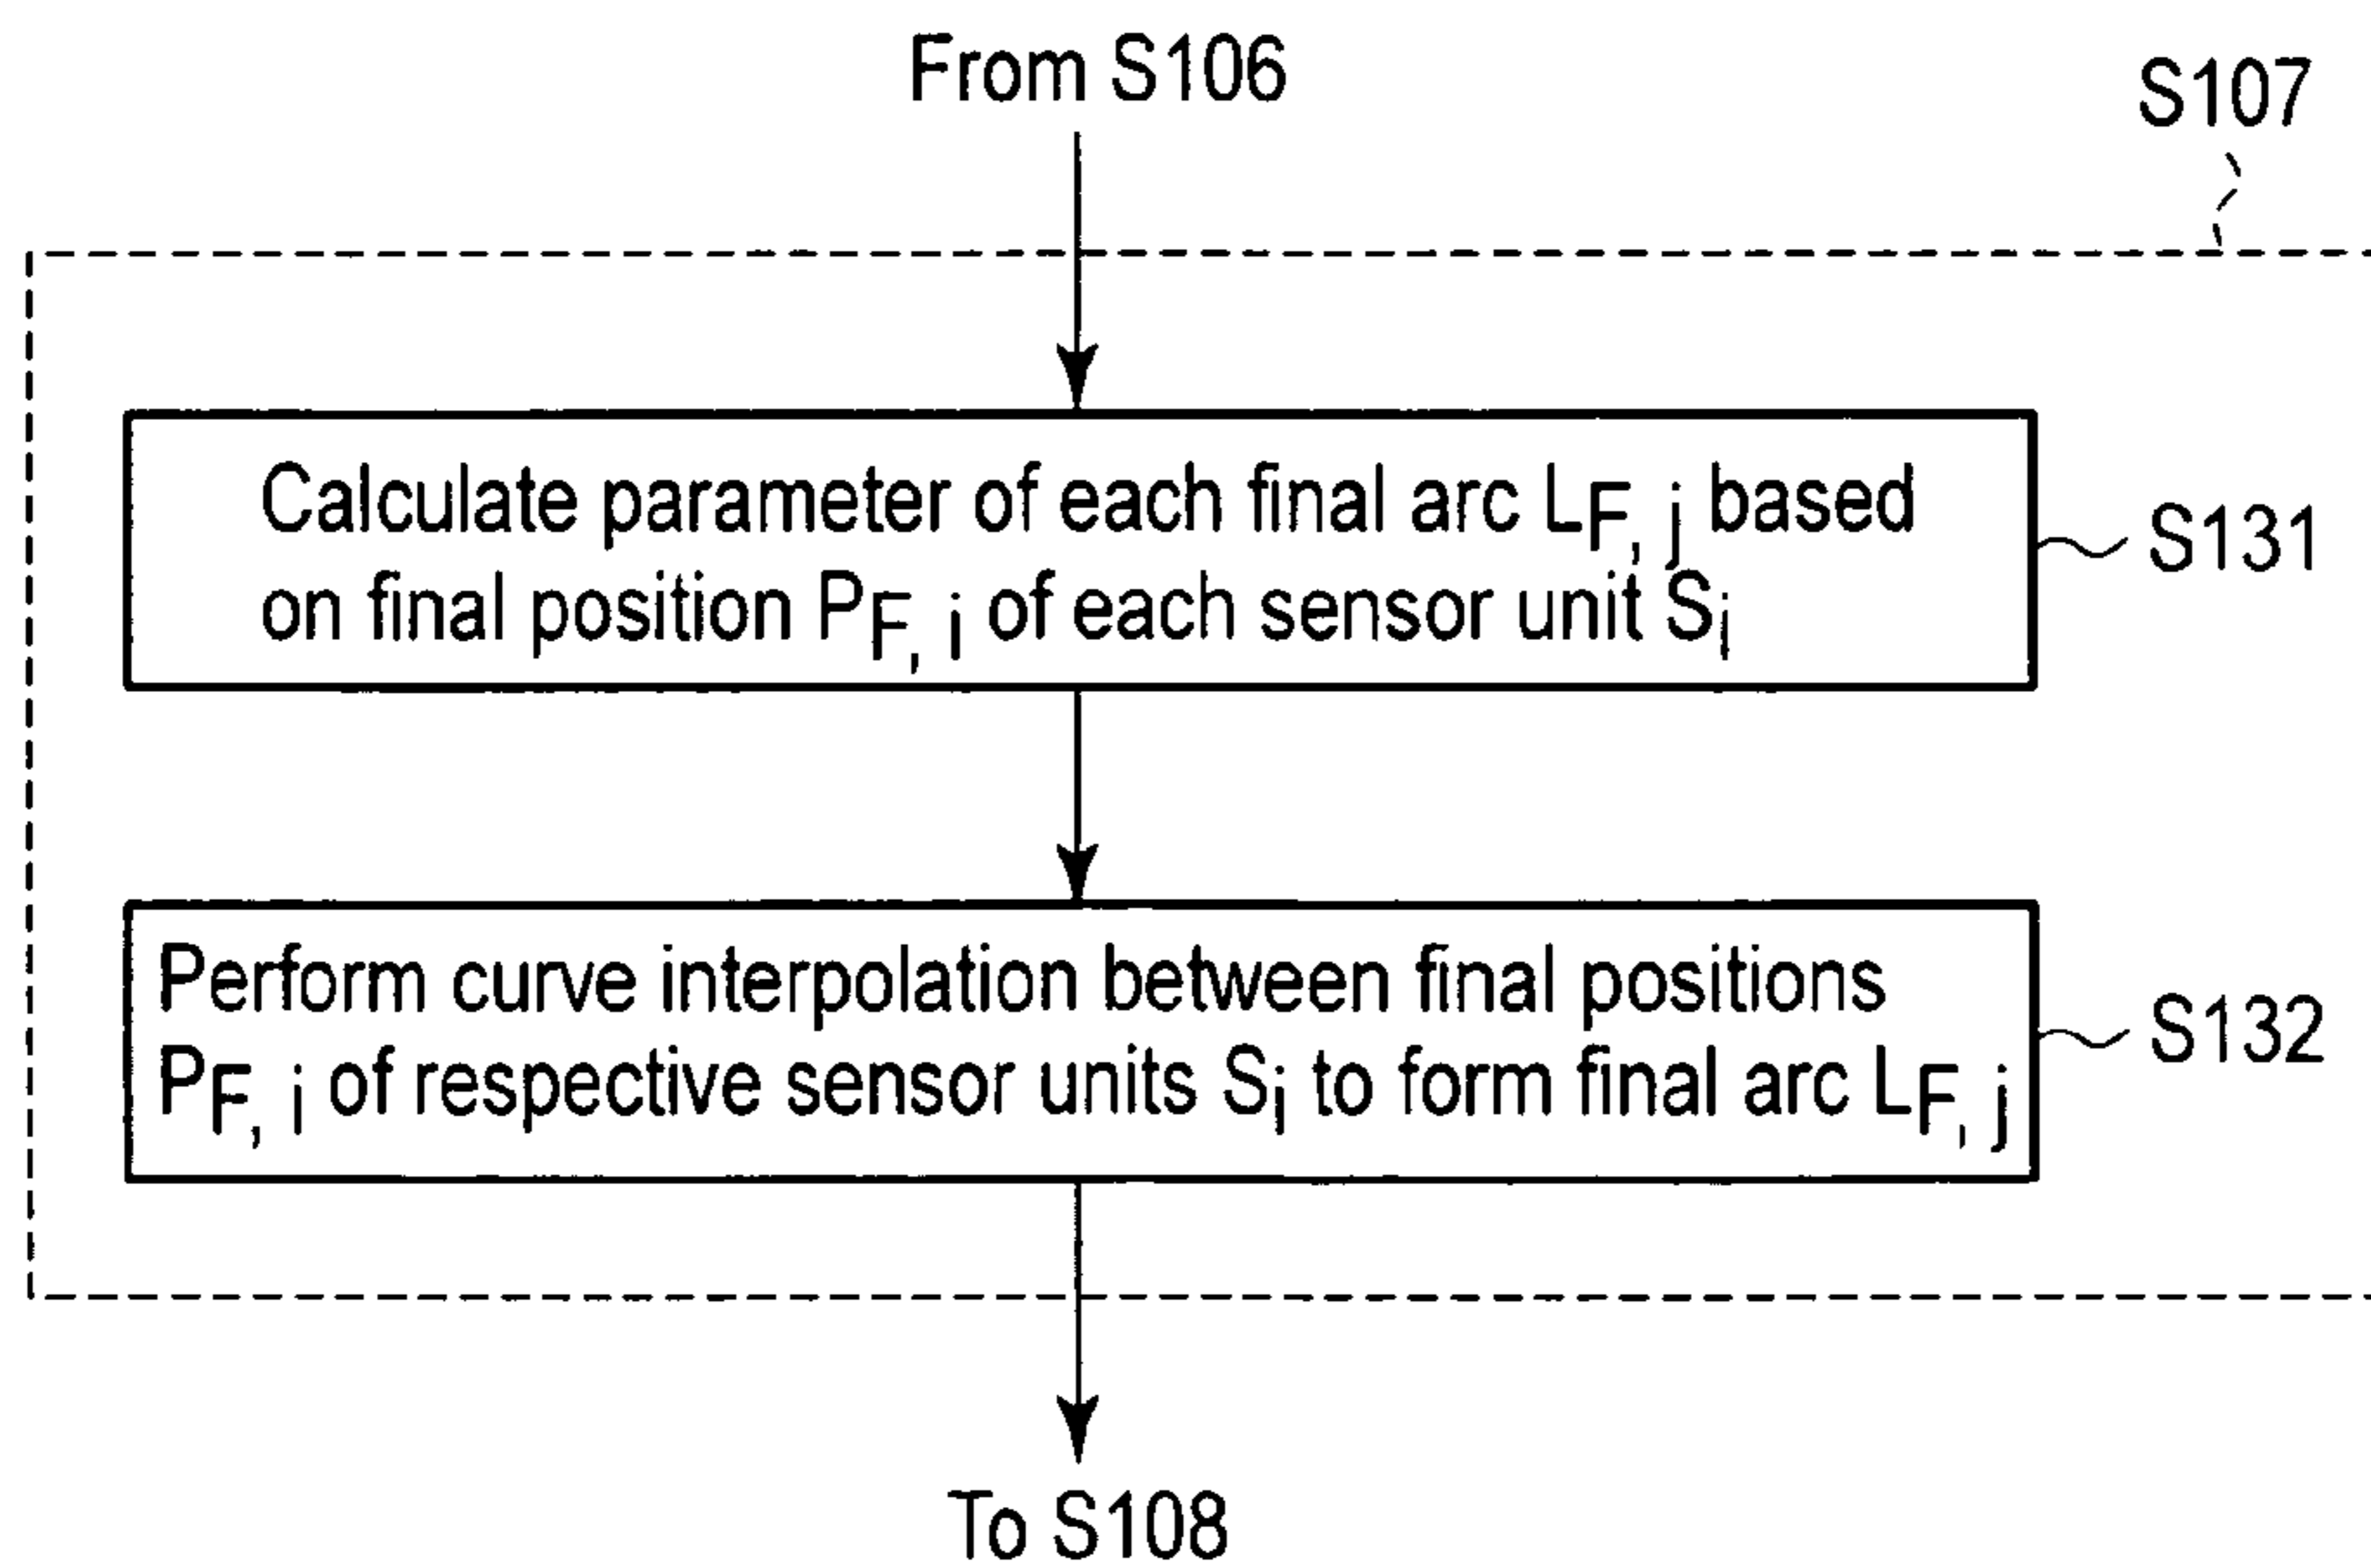 From S106
S107
Calculate parameter of each final arc LF, j based
on final position PF, i of each sensor unit Si
S131
Perform curve interpolation between final positions
PF, i of respective sensor units Si to form final arc LF, j
S132
To S108